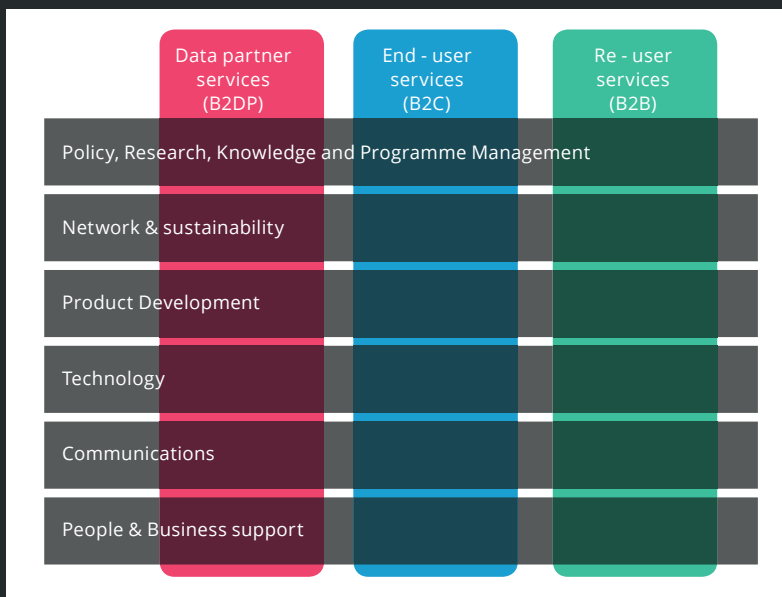 Data partner
services
(B2DP)
End - user
services
(B2C)
Re - user
services
(B2B)
Policy, Research, Knowledge and Programme Management
Network & sustainability
Product Development
Technology
Communications
People & Business support